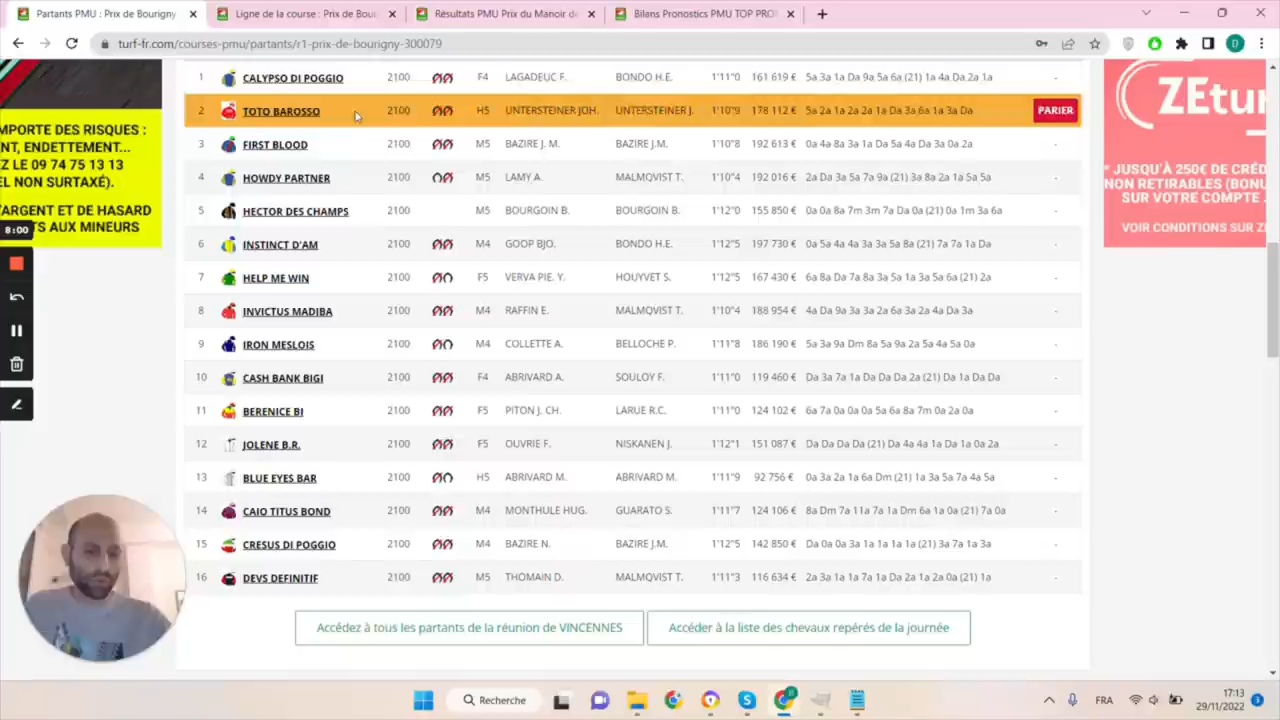 Partants PMU : Prix de Bourigny
Ligne de la course : Prix de Bou
Résultats PMU Prix du Manoir de
Bilans Pronostics PMU TOP PRO
turf-fr.com/courses-pmu/partants/r1-prix-de-bourigny-300079
1 CALYPSO DI POGGIO 2100 F4 LAGADEUC F. BONDO H.E. 1'11"0 161 619 € 5a 3a 1a Da 9a 5a 6a (21) 1a 4a Da 2a 1a -
2 TOTO BAROSSO 2100 H5 UNTERSTEINER JOH. UNTERSTEINER J. 1'10"9 178 112 € 5a 2a 1a 2a 2a 1a Da 3a 6a 1a 3a Da PARIER
3 FIRST BLOOD 2100 M5 BAZIRE J. M. BAZIRE J.M. 1'10"8 192 613 € 0a 4a 8a 3a 1a Da 5a 4a Da 3a 0a 2a -
4 HOWDY PARTNER 2100 M5 LAMY A. MALMQVIST T. 1'10"4 192 016 € 2a Da 3a 5a 7a 9a (21) 3a 8a 2a 1a 5a 5a -
5 HECTOR DES CHAMPS 2100 M5 BOURGOIN B. BOURGOIN B. 1'12"0 155 850 € 0a 0a 8a 7m 3m 7a Da 0a (21) 0a 1m 3a 6a -
6 INSTINCT D'AM 2100 M4 GOOP BJO. BONDO H.E. 1'12"5 197 730 € 0a 5a 4a 4a 3a 3a 5a 8a (21) 7a 7a 1a Da -
7 HELP ME WIN 2100 F5 VERVA PIE. Y. HOUYVET S. 1'12"5 167 430 € 6a 8a Da 7a 8a 3a 5a 1a 3a 5a 6a (21) 2a -
8 INVICTUS MADIBA 2100 M4 RAFFIN E. MALMQVIST T. 1'10"4 188 954 € 4a Da 9a 3a 3a 2a 6a 3a 2a 4a Da 3a -
9 IRON MESLOIS 2100 M4 COLLETTE A. BELLOCHE P. 1'11"8 186 190 € 5a 3a 9a Dm 8a 5a 9a 2a 5a 4a 5a 0a -
10 CASH BANK BIGI 2100 F4 ABRIVARD A. SOULOY F. 1'11"0 119 460 € Da 3a 7a 1a Da Da Da 2a (21) Da 1a Da Da -
11 BERENICE BI 2100 F5 PITON J. CH. LARUE R.C. 1'11"0 124 102 € 6a 7a 0a 0a 0a 5a 6a 8a 7m 0a 2a 0a -
12 JOLENE B.R. 2100 F5 OUVRIE F. NISKANEN J. 1'12"1 151 087 € Da Da Da Da (21) Da 4a 4a 1a Da 1a 0a 2a -
13 BLUE EYES BAR 2100 H5 ABRIVARD M. ABRIVARD M. 1'11"9 92 756 € 0a 3a 2a 1a 6a Dm (21) 1a 3a 5a 7a 4a 5a -
14 CAIO TITUS BOND 2100 M4 MONTHULE HUG. GUARATO S. 1'11"7 124 106 € 8a Dm 7a 11a 7a 1a Dm 6a 1a 0a (21) 7a 0a -
15 CRESUS DI POGGIO 2100 M4 BAZIRE N. BAZIRE J.M. 1'12"5 142 850 € Da 0a 0a 3a 1a 1a 1a 1a (21) 3a 7a 1a 3a -
16 DEVS DEFINITIF 2100 M5 THOMAIN D. MALMQVIST T. 1'11"3 116 634 € 2a 3a 1a 1a 7a 1a Da 2a 1a 2a 0a (21) 1a -
Accédez à tous les partants de la réunion de VINCENNES
Accéder à la liste des chevaux repérés de la journée
MPORTE DES RISQUES :
NT, ENDETTEMENT...
EZ LE 09 74 75 13 13
EL NON SURTAXÉ).
'ARGENT ET DE HASARD
TS AUX MINEURS
8:00
ZEtur
* JUSQU'À 250€ DE CRÉD
NON RETIRABLES (BONU
SUR VOTRE COMPTE
VOIR CONDITIONS SUR ZE
Recherche
FRA
17:13
29/11/2022